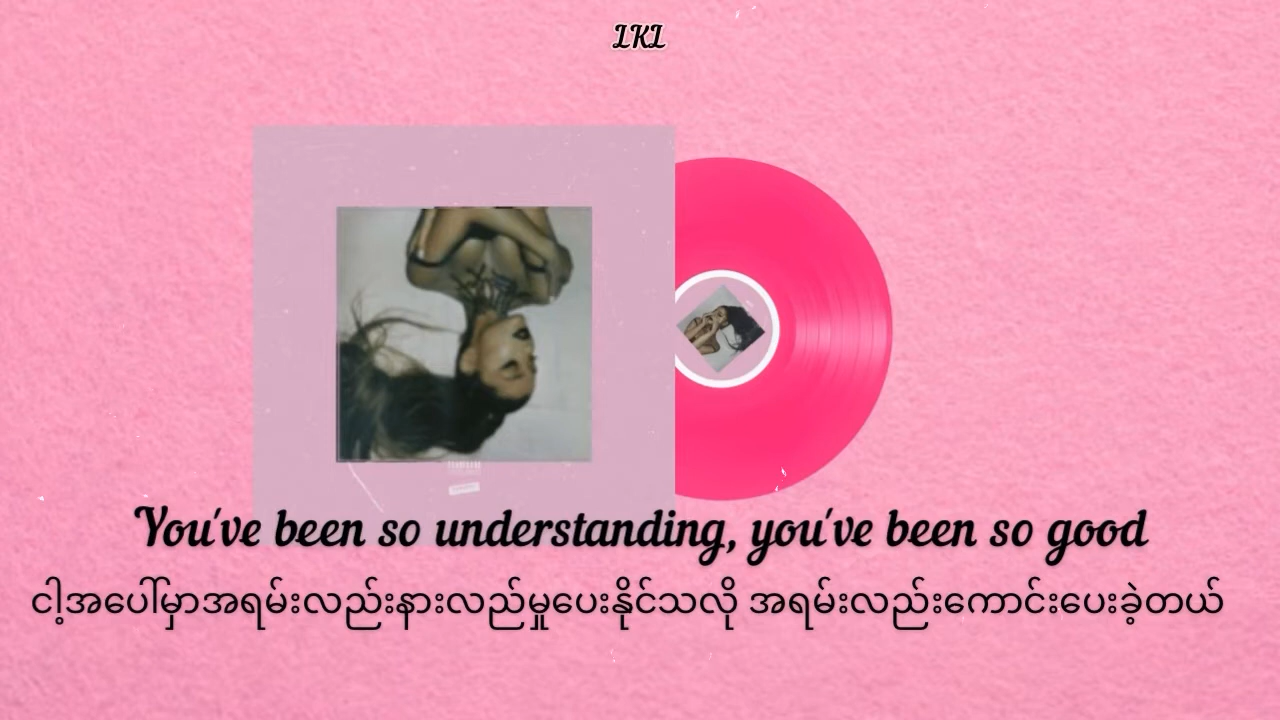 LKL
You've been so understanding, you've been so good
ငါ့အပေါ်မှာအရမ်းလည်းနားလည်မှုပေးနိုင်သလို အရမ်းလည်းကောင်းပေးခဲ့တယ်